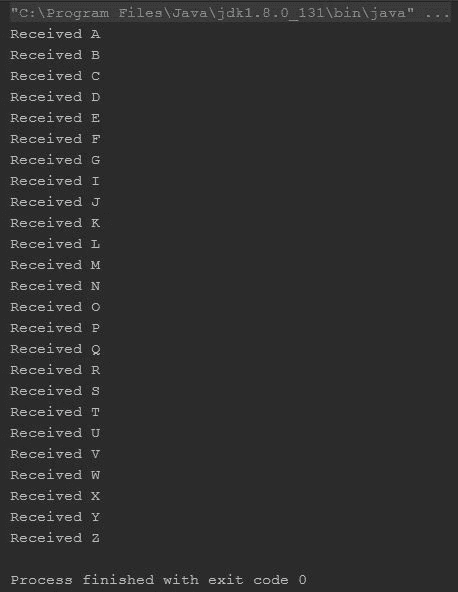 "C:\Program Files\Java\jdk1.8.0_131\bin\java" ...
Received A
Received B
Received C
Received D
Received E
Received F
Received G
Received I
Received J
Received K
Received L
Received M
Received N
Received O
Received P
Received Q
Received R
Received S
Received T
Received U
Received V
Received W
Received X
Received Y
Received Z
Process finished with exit code 0